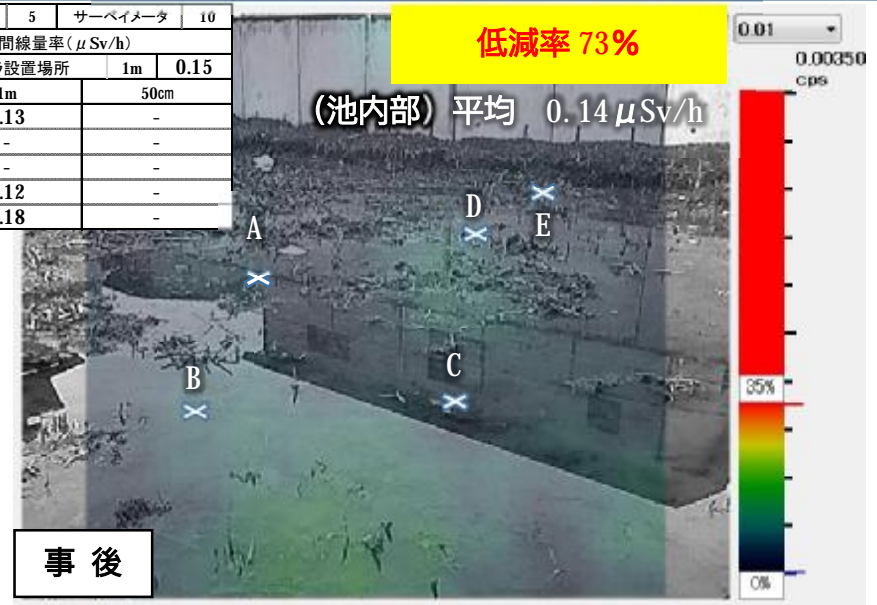 5 サーベイメータ 10
間線量率(μSv/h)
設置場所 1m 0.15
1m 50cm
.13 -
- -
- -
.12 -
.18 -
低減率 73%
(池内部) 平均 0.14μSv/h
0.01
0.00350
cps
A
B
C
D
E
35%
0%
事 後